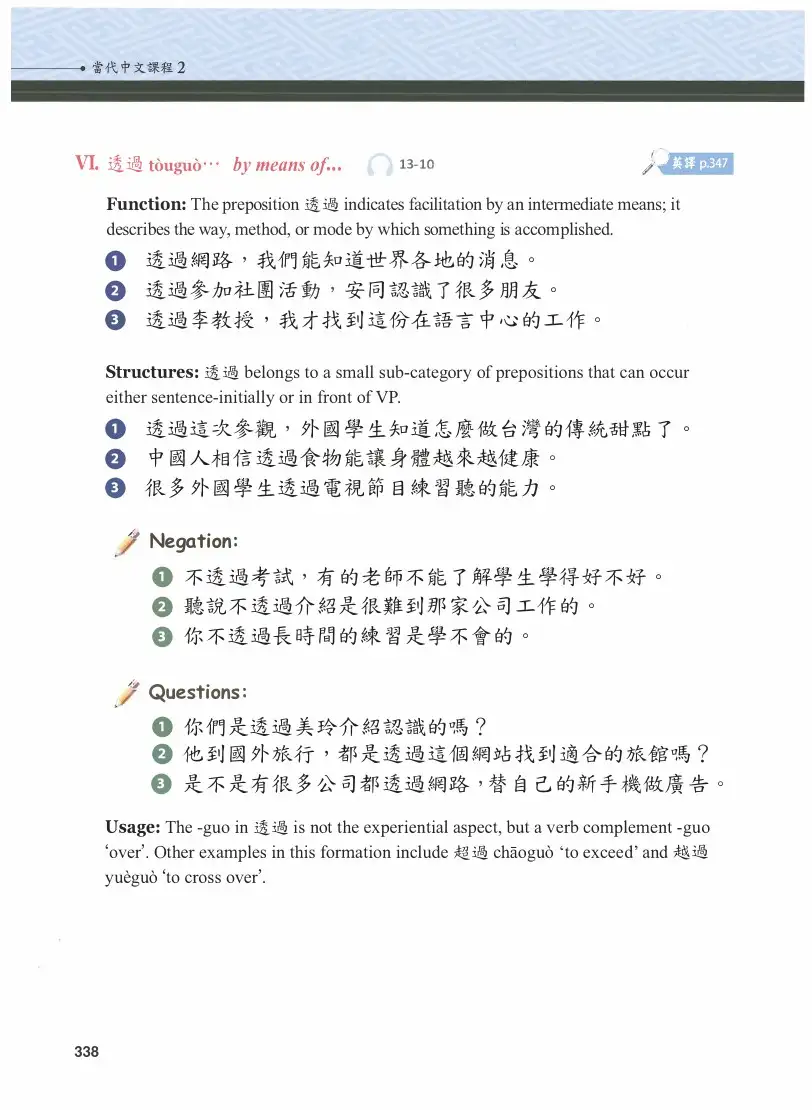 當代中文課程 2
VI. 透過 tòuguò… by means of... 13-10 英譯 p.347
Function: The preposition 透過 indicates facilitation by an intermediate means; it
describes the way, method, or mode by which something is accomplished.
1 透過網路，我們能知道世界各地的消息。
2 透過參加社團活動，安同認識了很多朋友。
3 透過李教授，我才找到這份在語言中心的工作。
Structures: 透過 belongs to a small sub-category of prepositions that can occur
either sentence-initially or in front of VP.
1 透過這次參觀，外國學生知道怎麼做台灣的傳統甜點了。
2 中國人相信透過食物能讓身體越來越健康。
3 很多外國學生透過電視節目練習聽的能力。
Negation:
1 不透過考試，有的老師不能了解學生學得好不好。
2 聽說不透過介紹是很難到那家公司工作的。
3 你不透過長時間的練習是學不會的。
Questions:
1 你們是透過美玲介紹認識的嗎？
2 他到國外旅行，都是透過這個網站找到適合的旅館嗎？
3 是不是有很多公司都透過網路，替自己的新手機做廣告。
Usage: The -guo in 透過 is not the experiential aspect, but a verb complement -guo
‘over’. Other examples in this formation include 超過 chāoguò ‘to exceed’ and 越過
yuèguò ‘to cross over’.
338